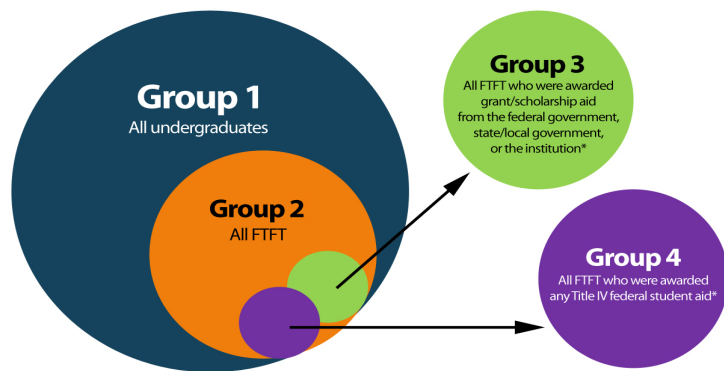 Group 1
All undergraduates
Group 2
All FTFT
Group 3
All FTFT who were awarded
grant/scholarship aid
from the federal government,
state/local government,
or the institution*
Group 4
All FTFT who were awarded
any Title IV federal student aid*